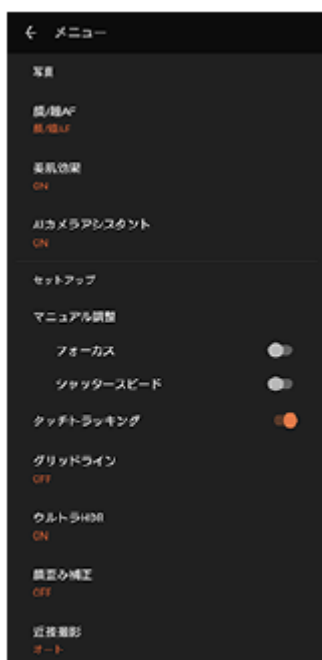 ← メニュー
写真
顔/瞳AF
顔/瞳AF
美肌効果
ON
AIカメラアシスタント
ON
セットアップ
マニュアル調整
フォーカス
シャッタースピード
タッチトラッキング
グリッドライン
OFF
ウルトラHDR
ON
顔歪み補正
OFF
近接撮影
オート